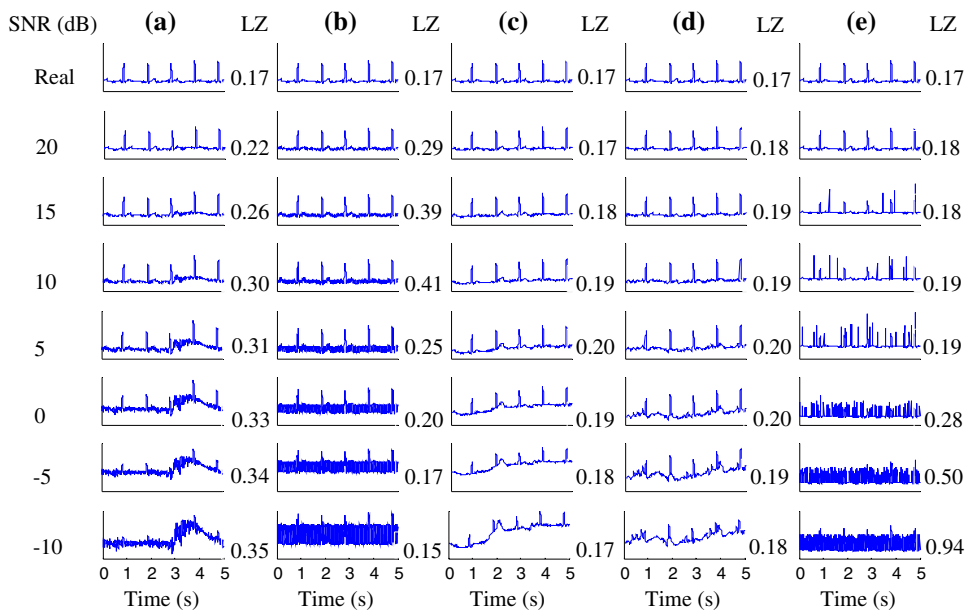 SNR (dB) (a) LZ (b) LZ (c) LZ (d) LZ (e) LZ
Real 0.17 0.17 0.17 0.17 0.17
20 0.22 0.29 0.17 0.18 0.18
15 0.26 0.39 0.18 0.19 0.18
10 0.30 0.41 0.19 0.19 0.19
5 0.31 0.25 0.20 0.20 0.19
0 0.33 0.20 0.19 0.20 0.28
-5 0.34 0.17 0.18 0.19 0.50
-10 0.35 0.15 0.17 0.18 0.94
0 1 2 3 4 5 0 1 2 3 4 5 0 1 2 3 4 5 0 1 2 3 4 5 0 1 2 3 4 5
Time (s) Time (s) Time (s) Time (s) Time (s)